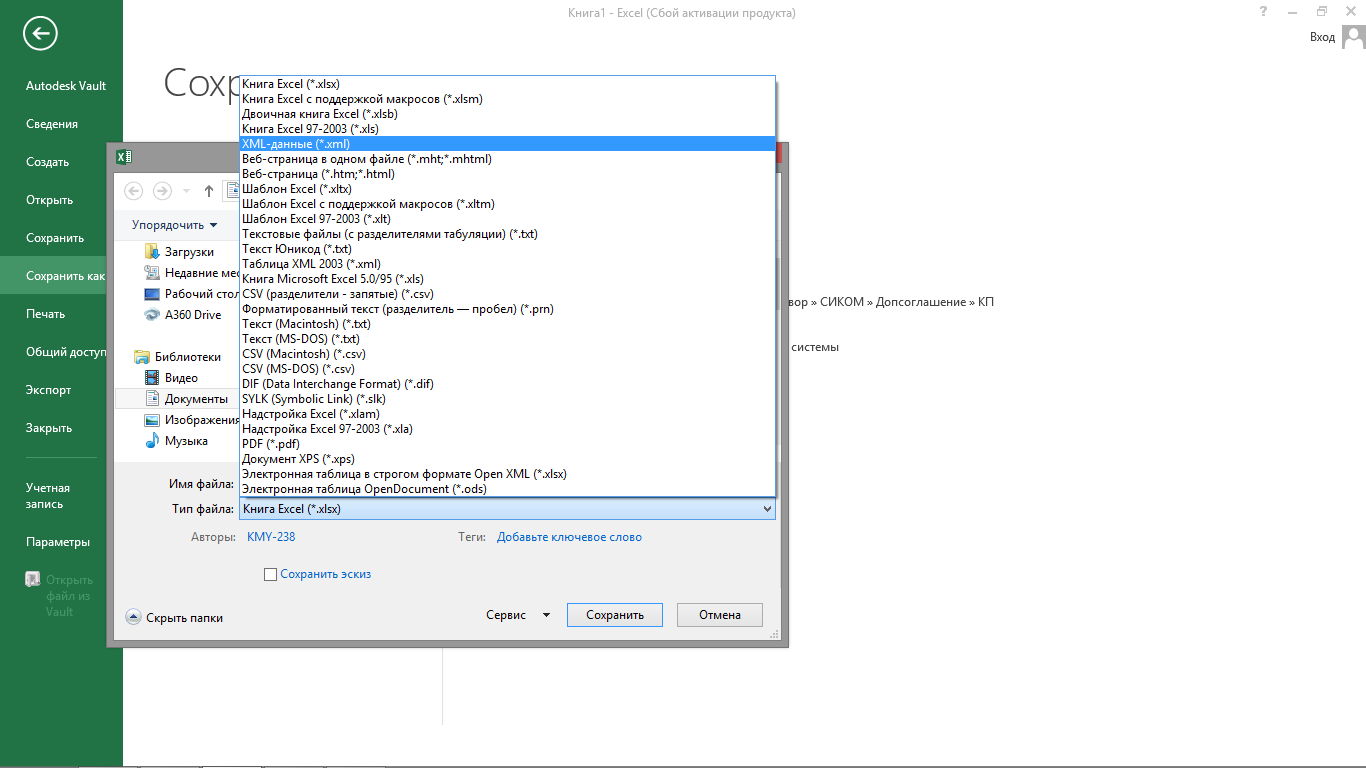 Книга1 - Excel (Сбой активации продукта)
?
Вход
Autodesk Vault
Сведения
Создать
Открыть
Сохранить
Сохранить как
Печать
Общий доступ
Экспорт
Закрыть
Учетная
запись
Параметры
Открыть
файл из
Vault
Упорядочить
Загрузки
Рабочий стол
A360 Drive
Библиотеки
Видео
Документы
Изображения
Музыка
Книга Excel (*.xlsx)
Книга Excel с поддержкой макросов (*.xlsm)
Двоичная книга Excel (*.xlsb)
Книга Excel 97-2003 (*.xls)
XML-данные (*.xml)
Веб-страница в одном файле (*.mht;*.mhtml)
Веб-страница (*.htm;*.html)
Шаблон Excel (*.xltx)
Шаблон Excel с поддержкой макросов (*.xltm)
Шаблон Excel 97-2003 (*.xlt)
Текстовые файлы (с разделителями табуляции) (*.txt)
Текст Юникод (*.txt)
Таблица XML 2003 (*.xml)
Книга Microsoft Excel 5.0/95 (*.xls)
CSV (разделители - запятые) (*.csv)
Форматированный текст (разделитель — пробел) (*.prn)
Текст (Macintosh) (*.txt)
Текст (MS-DOS) (*.txt)
CSV (Macintosh) (*.csv)
CSV (MS-DOS) (*.csv)
DIF (Data Interchange Format) (*.dif)
SYLK (Symbolic Link) (*.slk)
Надстройка Excel (*.xlam)
Надстройка Excel 97-2003 (*.xla)
PDF (*.pdf)
Документ XPS (*.xps)
Электронная таблица в строгом формате Open XML (*.xlsx)
Электронная таблица OpenDocument (*.ods)
» СИКОМ » Допсоглашение » КП
системы
Имя файла:
Тип файла: Книга Excel (*.xlsx)
Авторы: KMY-238 Теги: Добавьте ключевое слово
Сохранить эскиз
Скрыть папки Сервис Сохранить Отмена